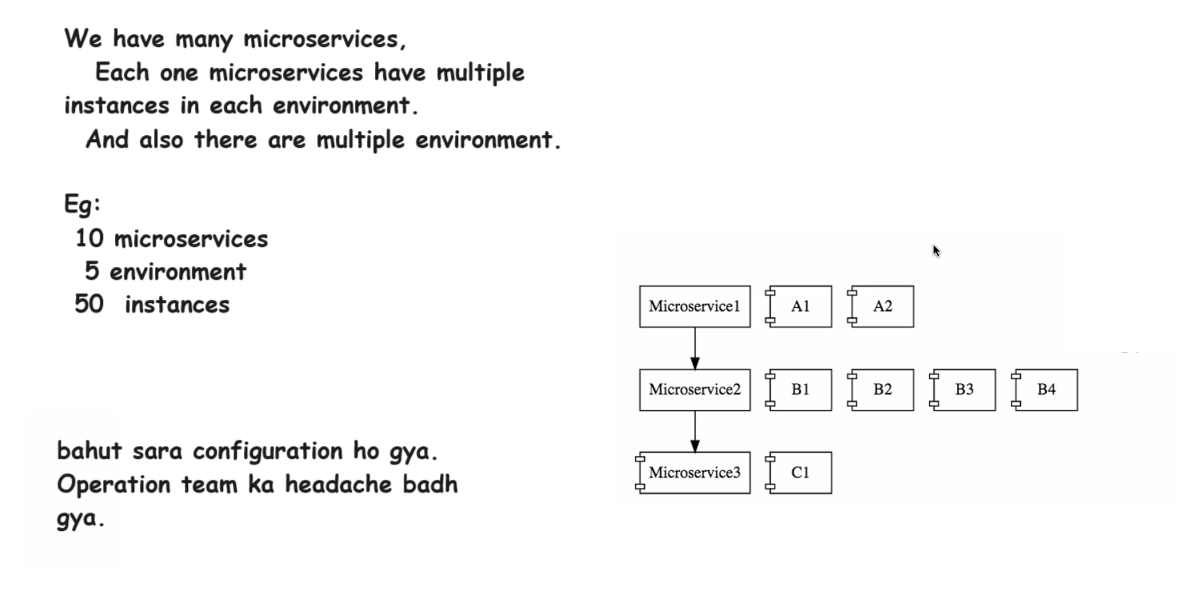 We have many microservices,
Each one microservices have multiple
instances in each environment.
And also there are multiple environment.
Eg:
10 microservices
5 environment
50 instances
bahut sara configuration ho gya.
Operation team ka headache badh
gya.
Microservice1 A1 A2
Microservice2 B1 B2 B3 B4
Microservice3 C1